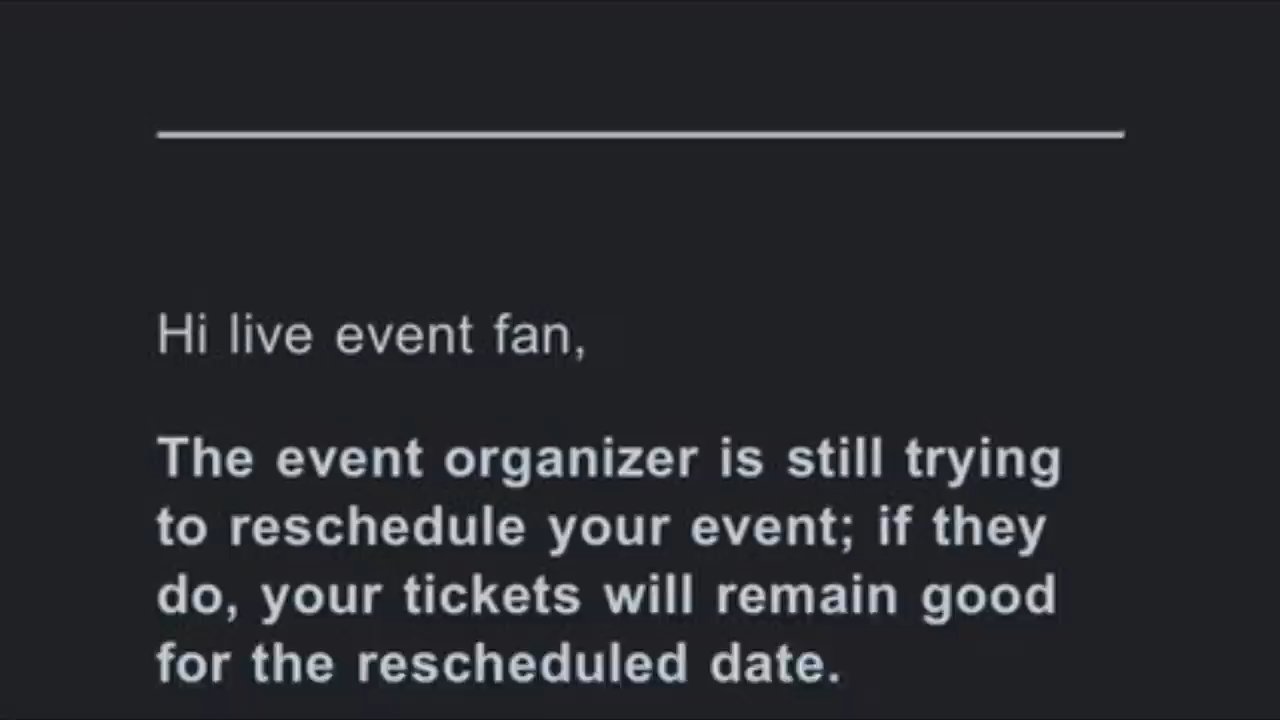 Hi live event fan,
The event organizer is still trying
to reschedule your event; if they
do, your tickets will remain good
for the rescheduled date.